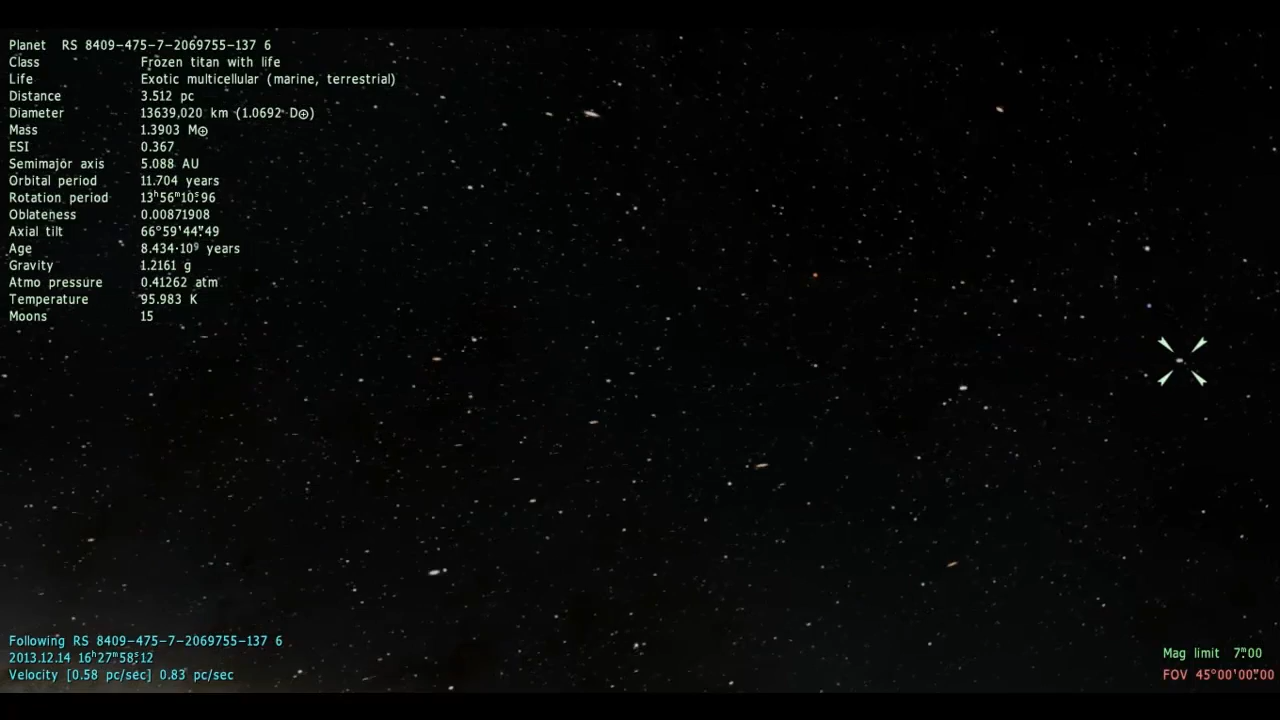 Planet RS 8409-475-7-2069755-137 6
Class Frozen titan with life
Life Exotic multicellular (marine, terrestrial)
Distance 3.512 pc
Diameter 13639,020 km (1.0692 D⊕)
Mass 1.3903 M⊕
ESI 0.367
Semimajor axis 5.088 AU
Orbital period 11.704 years
Rotation period 13ʰ56ᵐ10ˢ.96
Oblateness 0.00871908
Axial tilt 66°59'44".49
Age 8.434·10⁹ years
Gravity 1.2161 g
Atmo pressure 0.41262 atm
Temperature 95.983 K
Moons 15
Following RS 8409-475-7-2069755-137 6
2013.12.14 16ʰ27ᵐ58ˢ.12
Velocity [0.58 pc/sec] 0.83 pc/sec
Mag limit 7ᵐ.00
FOV 45°00'00".00